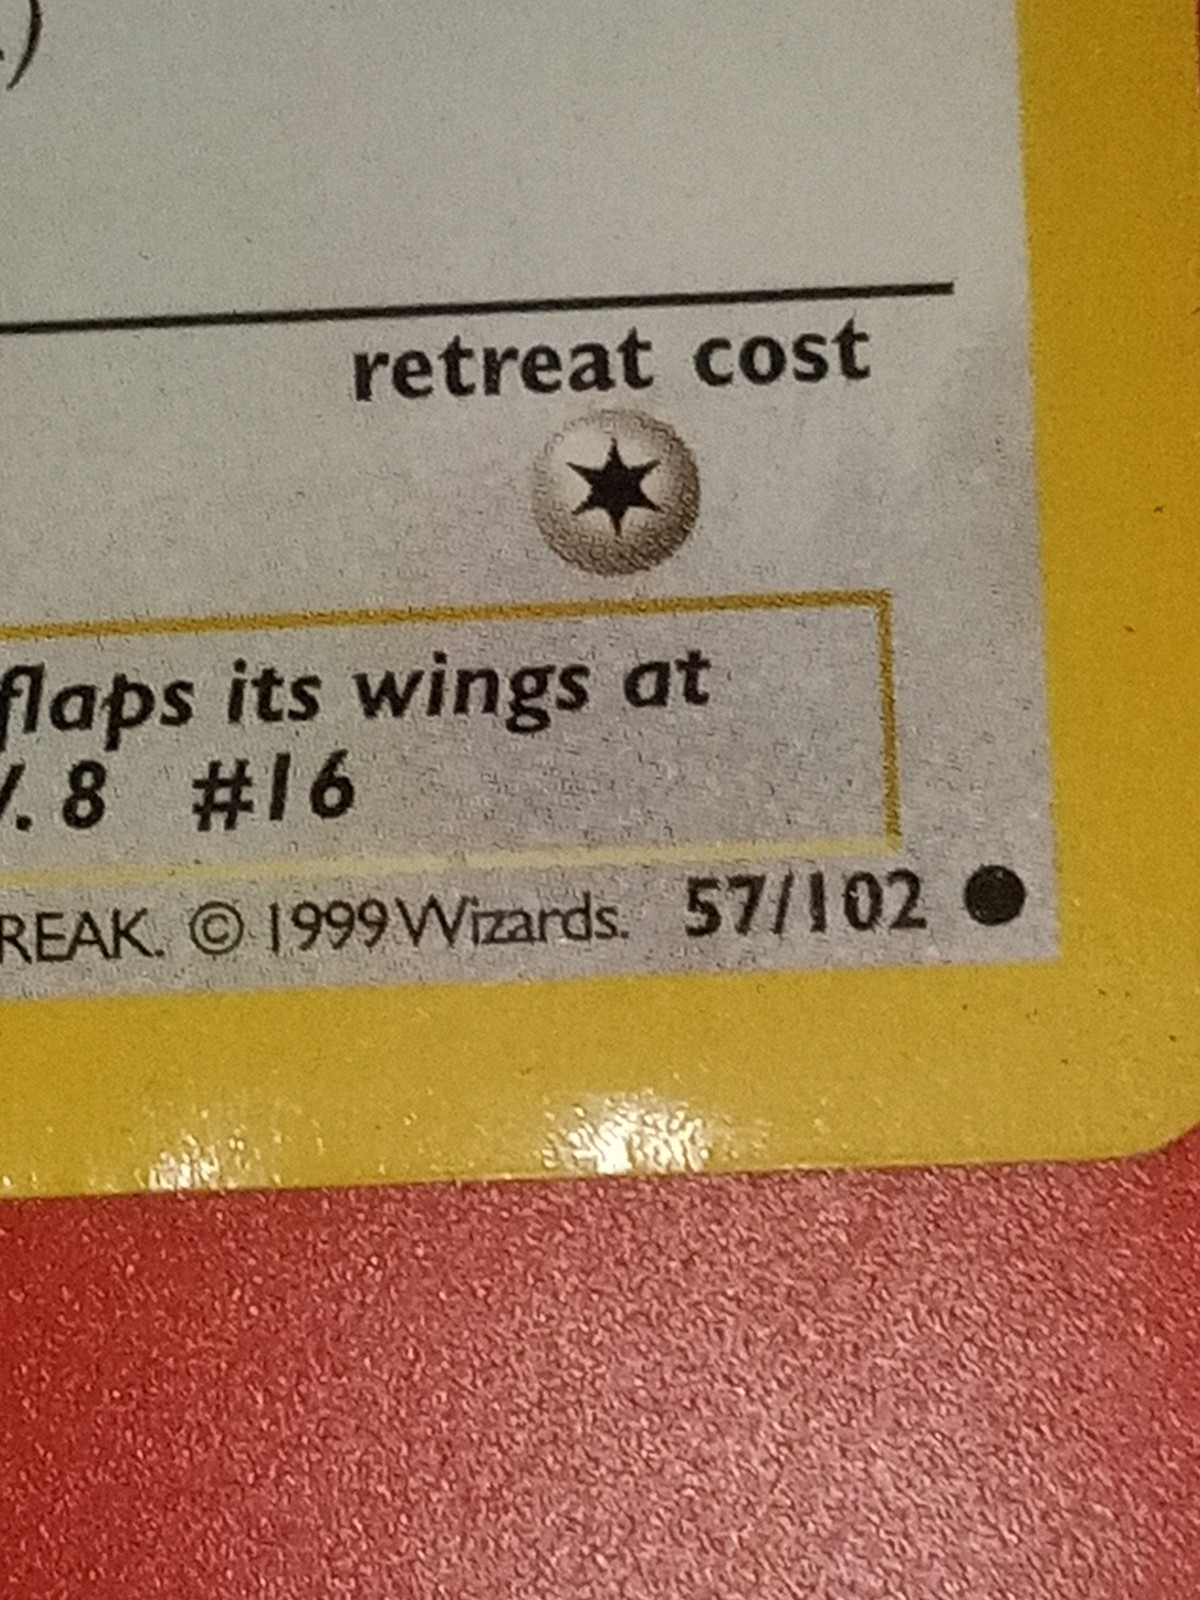 )
retreat cost
flaps its wings at
. 8 #16
REAK. © 1999 Wizards. 57/102